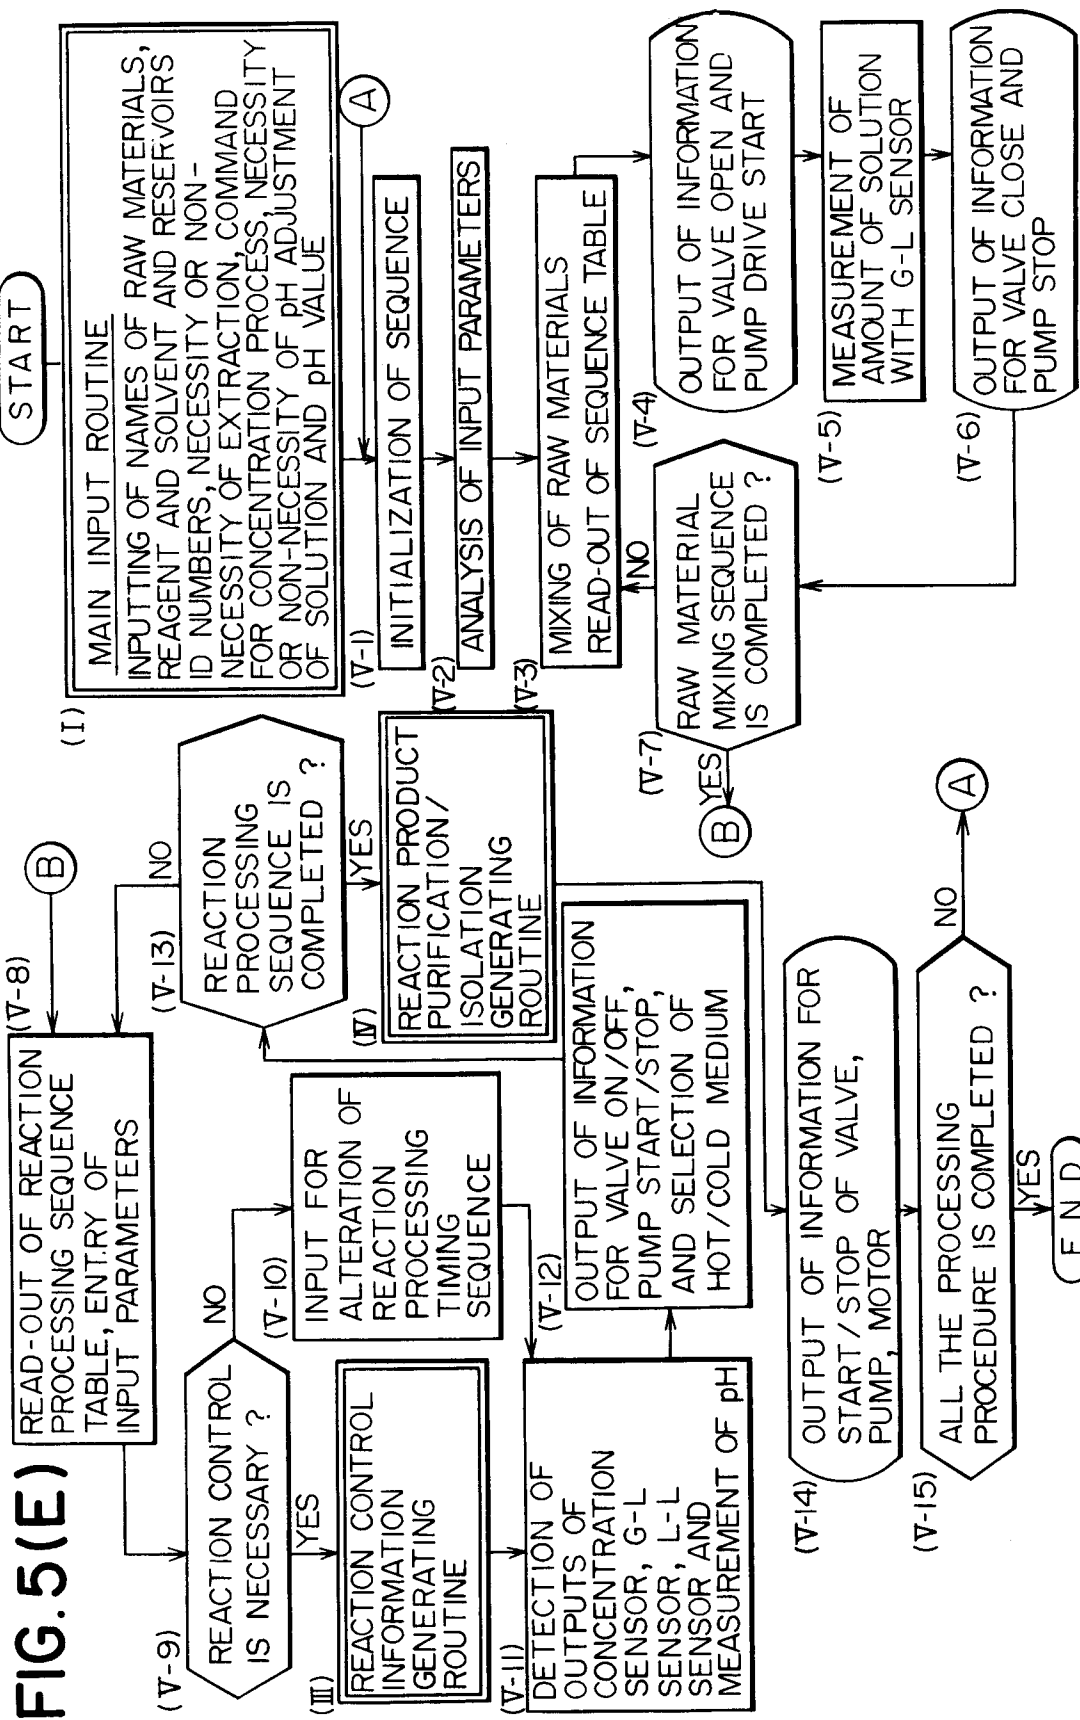 FIG.5(E)
START
(I)
MAIN INPUT ROUTINE
INPUTTING OF NAMES OF RAW MATERIALS,
REAGENT AND SOLVENT AND RESERVOIRS
ID NUMBERS, NECESSITY OR NON-
NECESSITY OF EXTRACTION, COMMAND
FOR CONCENTRATION PROCESS, NECESSITY
OR NON-NECESSITY OF pH ADJUSTMENT
OF SOLUTION AND pH VALUE
A
(V-1)
INITIALIZATION OF SEQUENCE
(V-2)
ANALYSIS OF INPUT PARAMETERS
(V-3)
MIXING OF RAW MATERIALS
READ-OUT OF SEQUENCE TABLE
(V-4)
OUTPUT OF INFORMATION
FOR VALVE OPEN AND
PUMP DRIVE START
(V-5)
MEASUREMENT OF
AMOUNT OF SOLUTION
WITH G-L SENSOR
(V-6)
OUTPUT OF INFORMATION
FOR VALVE CLOSE AND
PUMP STOP
NO
(V-7)
RAW MATERIAL
MIXING SEQUENCE
IS COMPLETED ?
YES
B
B
(V-8)
READ-OUT OF REACTION
PROCESSING SEQUENCE
TABLE, ENTRY OF
INPUT PARAMETERS
(V-9)
REACTION CONTROL
IS NECESSARY ?
NO
YES
(V-10)
INPUT FOR
ALTERATION OF
REACTION
PROCESSING
TIMING
SEQUENCE
(III)
REACTION CONTROL
INFORMATION
GENERATING
ROUTINE
(V-11)
DETECTION OF
OUTPUTS OF
CONCENTRATION
SENSOR, G-L
SENSOR, L-L
SENSOR AND
MEASUREMENT OF pH
(V-12)
OUTPUT OF INFORMATION
FOR VALVE ON/OFF,
PUMP START/STOP,
AND SELECTION OF
HOT/COLD MEDIUM
(V-13)
REACTION
PROCESSING
SEQUENCE IS
COMPLETED ?
NO
YES
(IV)
REACTION PRODUCT
PURIFICATION/
ISOLATION
GENERATING
ROUTINE
(V-14)
OUTPUT OF INFORMATION FOR
START/STOP OF VALVE,
PUMP, MOTOR
(V-15)
ALL THE PROCESSING
PROCEDURE IS COMPLETED ?
NO
A
YES
END